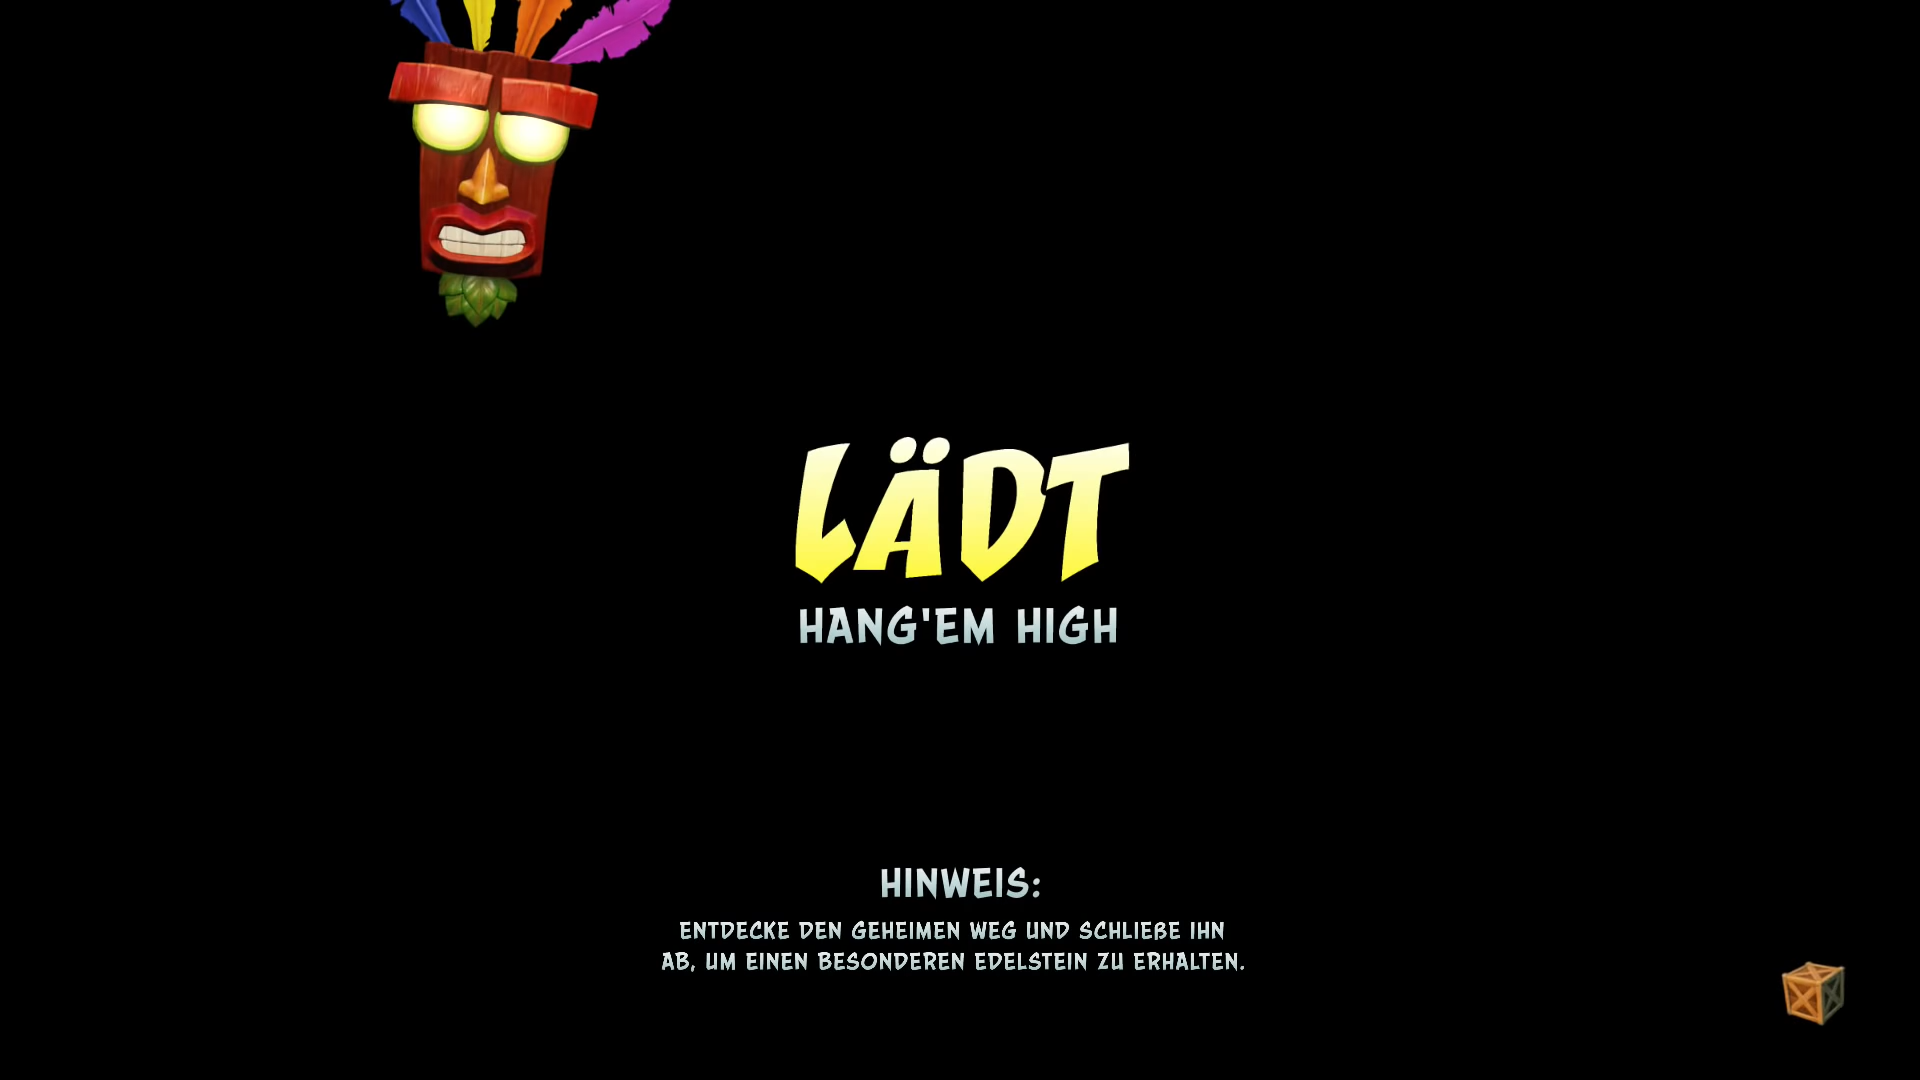 LÄDT
HANG'EM HIGH
HINWEIS:
ENTDECKE DEN GEHEIMEN WEG UND SCHLIEßE IHN
AB, UM EINEN BESONDEREN EDELSTEIN ZU ERHALTEN.